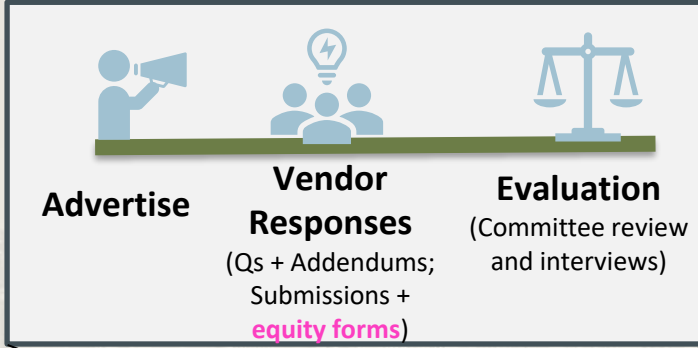 Advertise
Vendor
Responses
(Qs + Addendums;
Submissions +
equity forms)
Evaluation
(Committee review
and interviews)